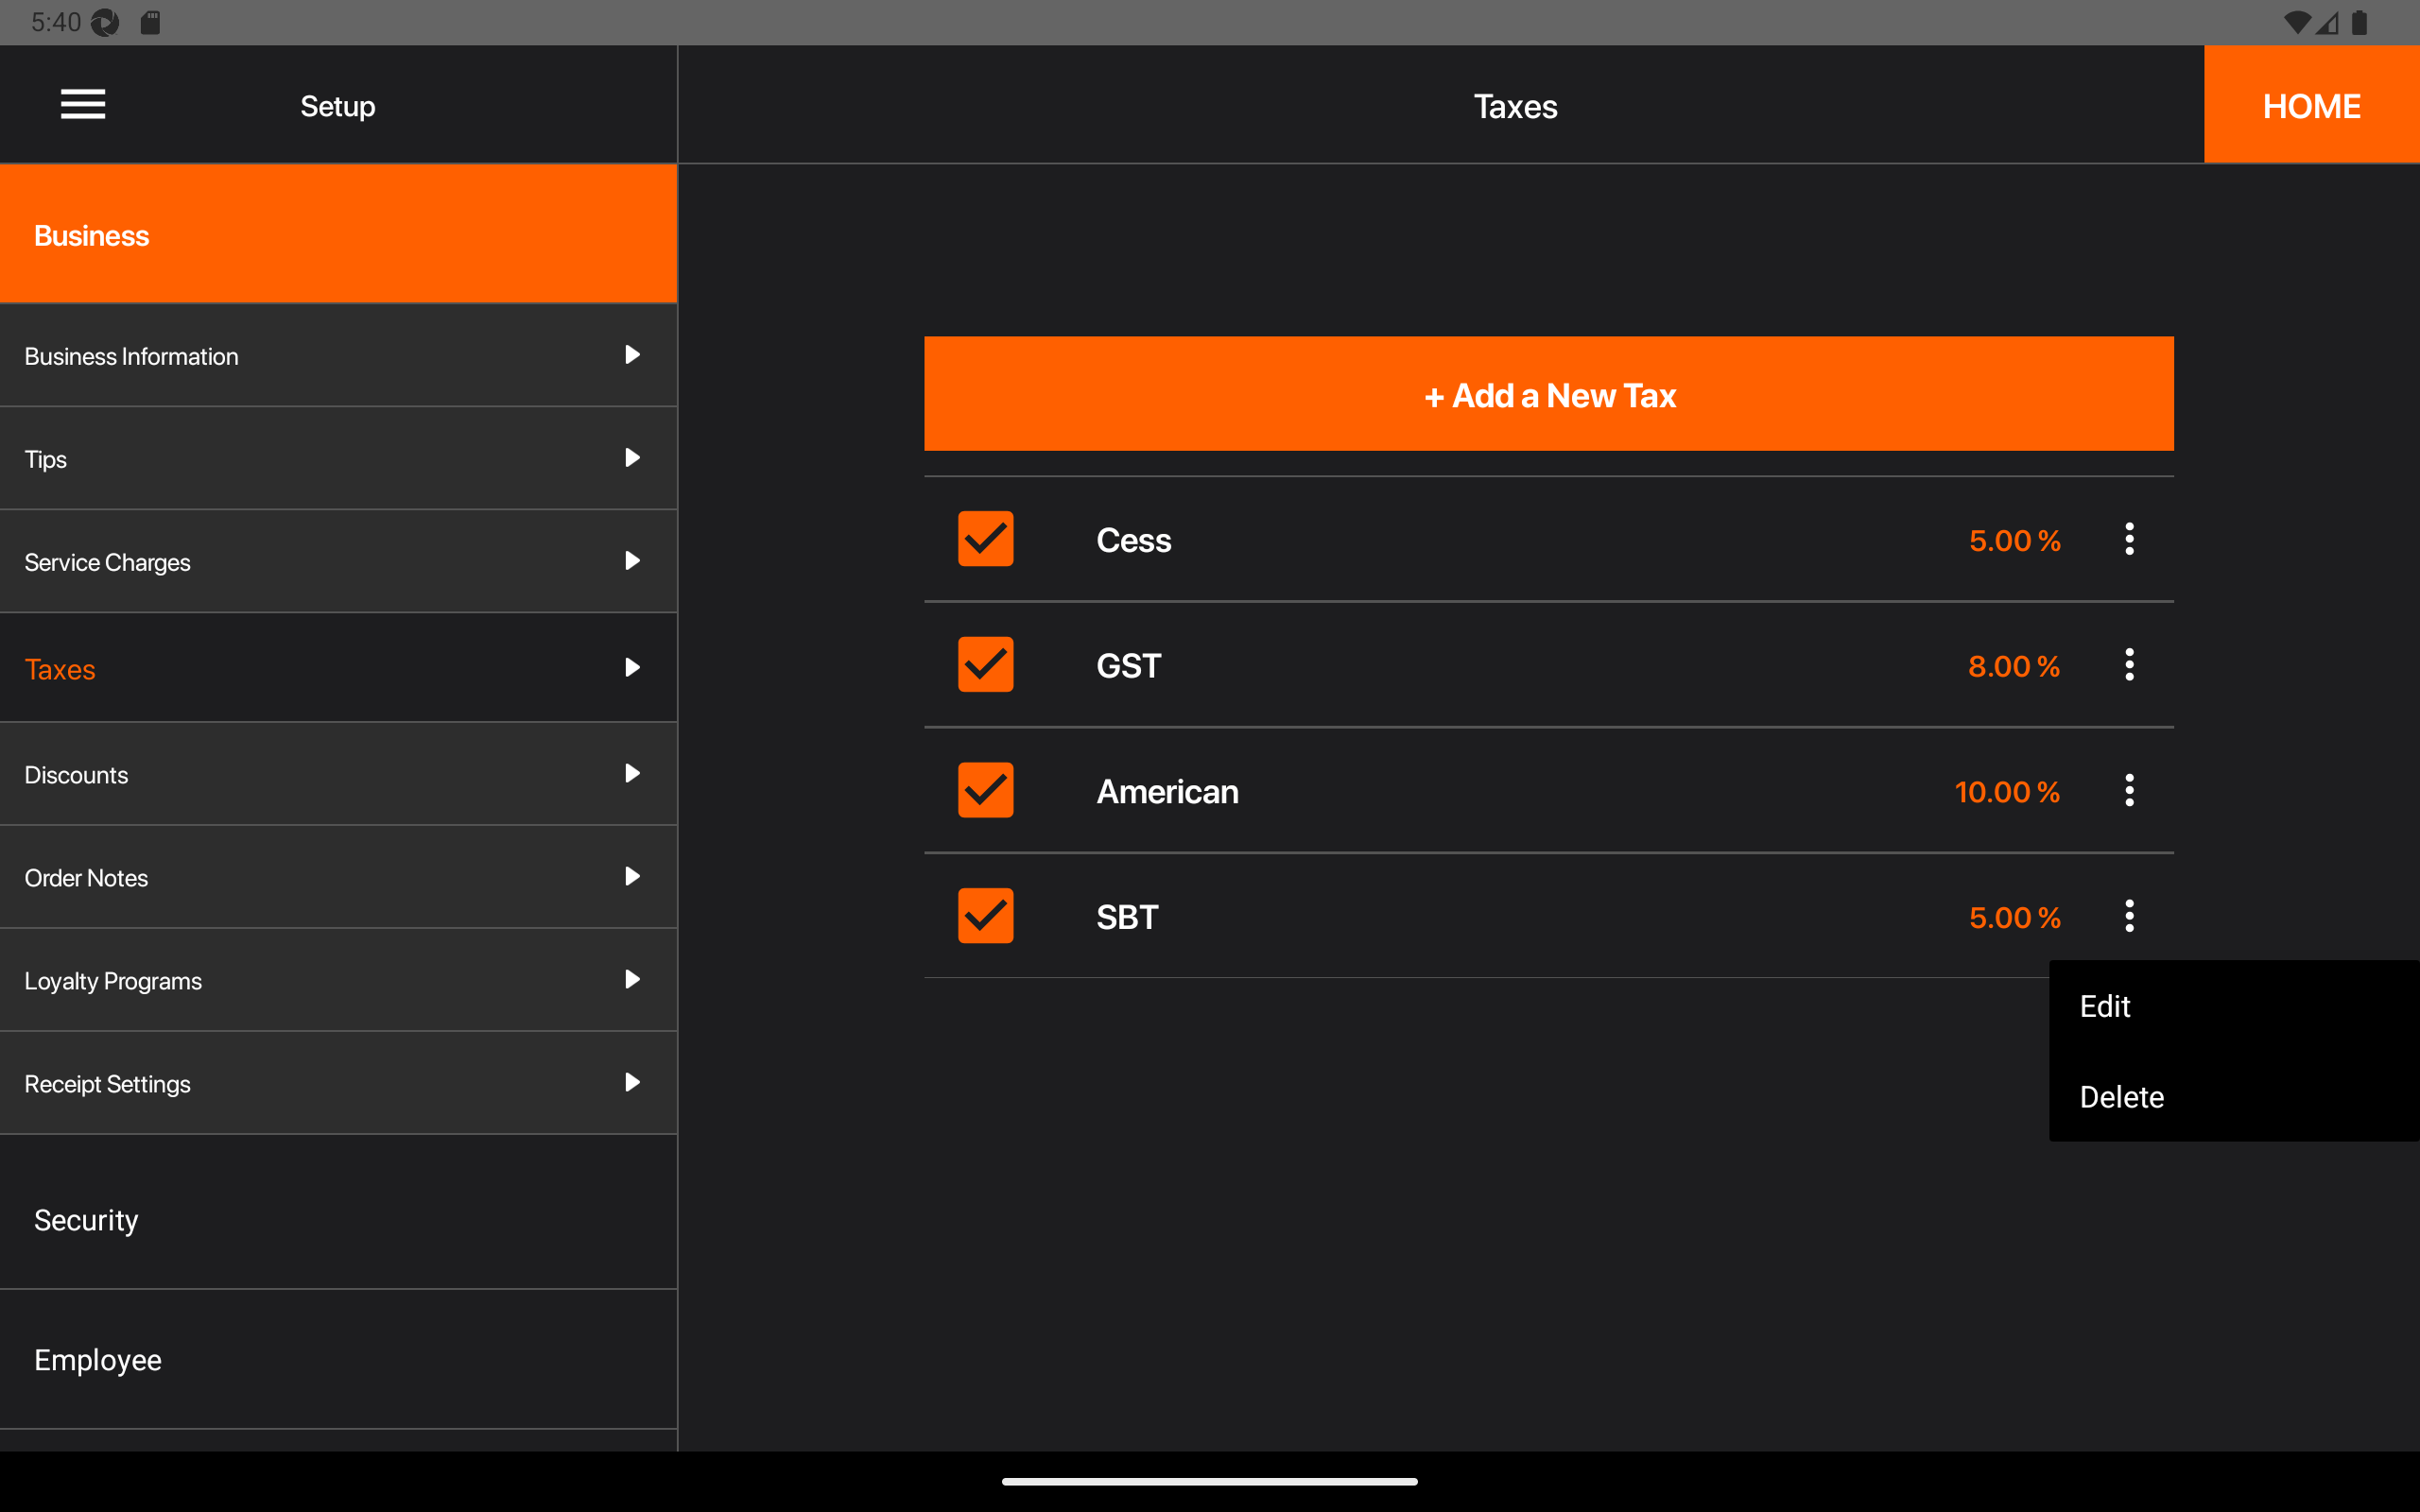 5:40
Setup
Taxes
HOME
Business
Business Information
Tips
Service Charges
Taxes
Discounts
Order Notes
Loyalty Programs
Receipt Settings
Security
Employee
+ Add a New Tax
Cess 5.00 %
GST 8.00 %
American 10.00 %
SBT 5.00 %
Edit
Delete